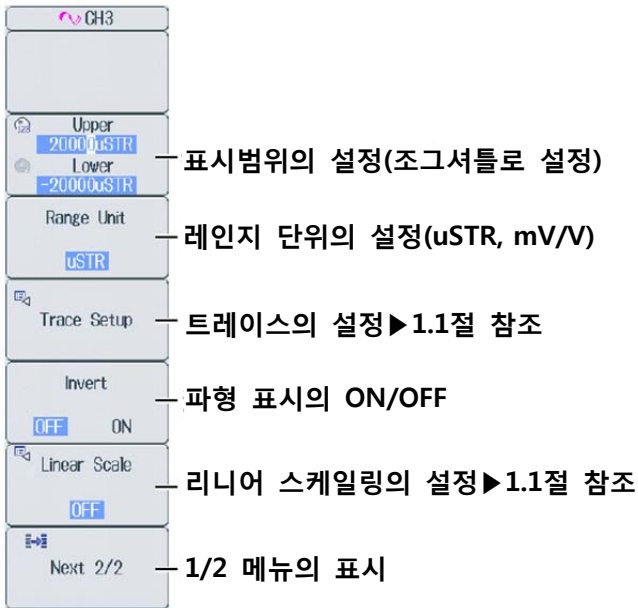 CH3
Upper
20000uSTR
Lower
-20000uSTR
표시범위의 설정(조그셔틀로 설정)
Range Unit
uSTR
레인지 단위의 설정(uSTR, mV/V)
Trace Setup
트레이스의 설정▶1.1절 참조
Invert
OFF ON
파형 표시의 ON/OFF
Linear Scale
OFF
리니어 스케일링의 설정▶1.1절 참조
Next 2/2
1/2 메뉴의 표시